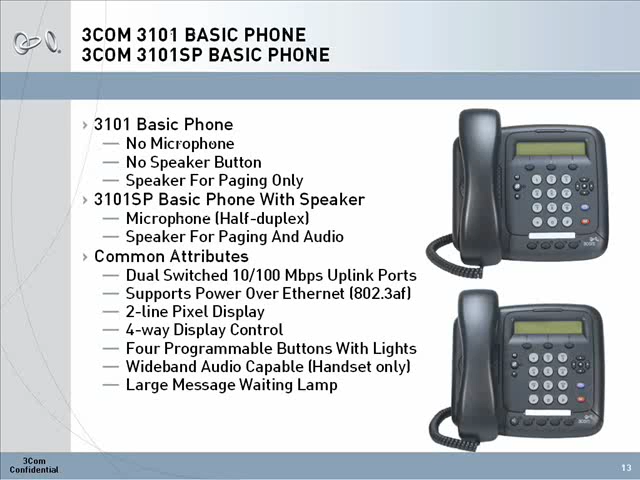 3COM 3101 BASIC PHONE
3COM 3101SP BASIC PHONE
› 3101 Basic Phone
— No Microphone
— No Speaker Button
— Speaker For Paging Only
› 3101SP Basic Phone With Speaker
— Microphone (Half-duplex)
— Speaker For Paging And Audio
› Common Attributes
— Dual Switched 10/100 Mbps Uplink Ports
— Supports Power Over Ethernet (802.3af)
— 2-line Pixel Display
— 4-way Display Control
— Four Programmable Buttons With Lights
— Wideband Audio Capable (Handset only)
— Large Message Waiting Lamp
3Com
Confidential
13